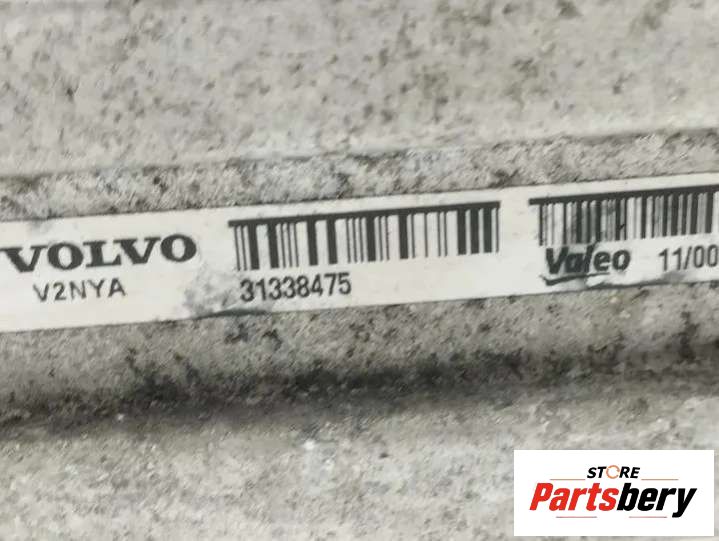 VOLVO
V2NYA
31338475
Valeo 11/00
STORE
Partsbery